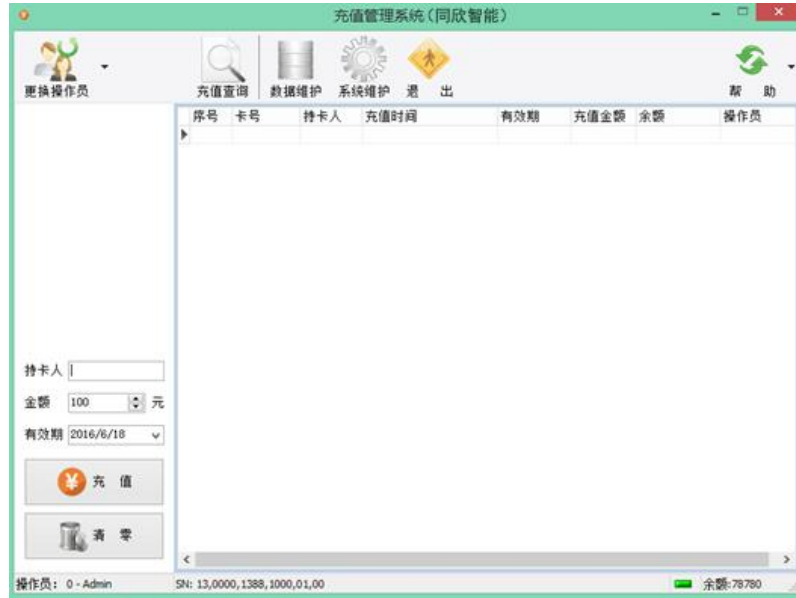 充值管理系统(同欣智能)
更换操作员 充值查询 数据维护 系统维护 退 出 帮 助
序号 卡号 持卡人 充值时间 有效期 充值金额 余额 操作员
持卡人
金额 100 元
有效期 2016/6/18
充 值
清 零
操作员: 0 - Admin SN: 13,0000,1388,1000,01,00 余额:78780